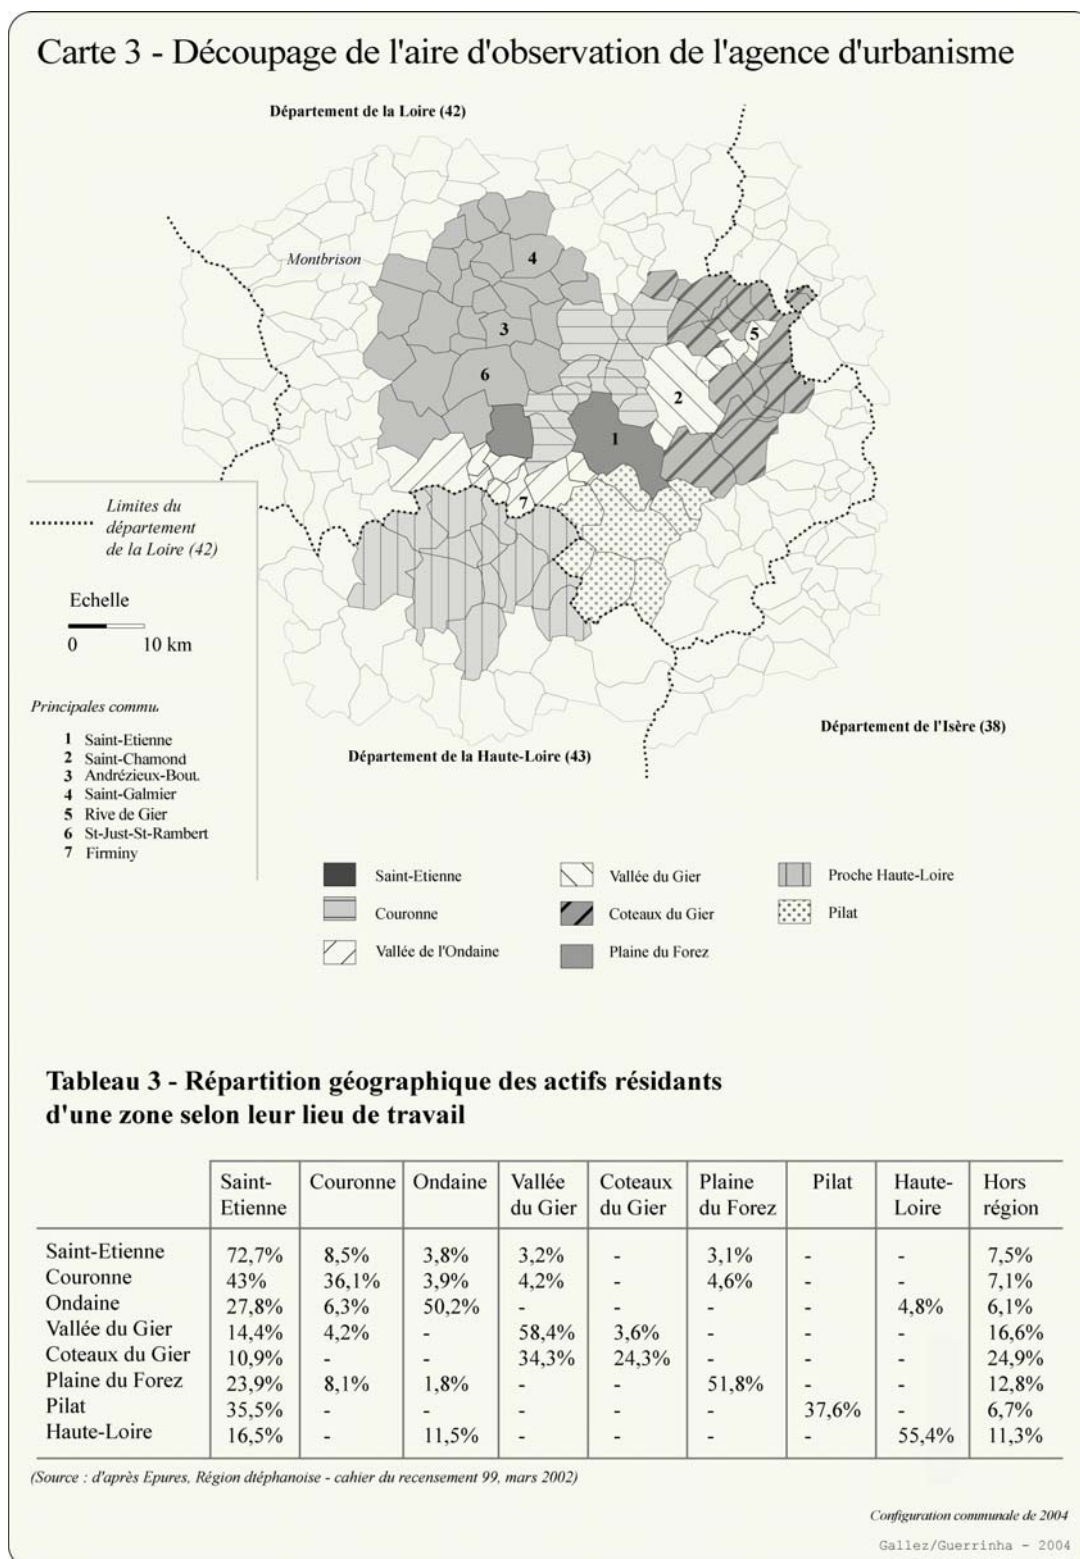 Carte 3 - Découpage de l'aire d'observation de l'agence d'urbanisme
Département de la Loire (42)
Montbrison
4
3
5
6
2
1
7
Limites du
département
de la Loire (42)
Echelle
0 10 km
Principales commu.
1 Saint-Etienne
2 Saint-Chamond
3 Andrézieux-Bout.
4 Saint-Galmier
5 Rive de Gier
6 St-Just-St-Rambert
7 Firminy
Département de l'Isère (38)
Département de la Haute-Loire (43)
Saint-Etienne Vallée du Gier Proche Haute-Loire
Couronne Coteaux du Gier Pilat
Vallée de l'Ondaine Plaine du Forez
Tableau 3 - Répartition géographique des actifs résidants
d'une zone selon leur lieu de travail
Saint- Couronne Ondaine Vallée Coteaux Plaine Pilat Haute- Hors
Etienne du Gier du Gier du Forez Loire région
Saint-Etienne 72,7% 8,5% 3,8% 3,2% - 3,1% - - 7,5%
Couronne 43% 36,1% 3,9% 4,2% - 4,6% - - 7,1%
Ondaine 27,8% 6,3% 50,2% - - - - 4,8% 6,1%
Vallée du Gier 14,4% 4,2% - 58,4% 3,6% - - - 16,6%
Coteaux du Gier 10,9% - - 34,3% 24,3% - - - 24,9%
Plaine du Forez 23,9% 8,1% 1,8% - - 51,8% - - 12,8%
Pilat 35,5% - - - - - 37,6% - 6,7%
Haute-Loire 16,5% - 11,5% - - - - 55,4% 11,3%
(Source : d'après Epures, Région dtéphanoise - cahier du recensement 99, mars 2002)
Configuration communale de 2004
Gallez/Guerrinha - 2004